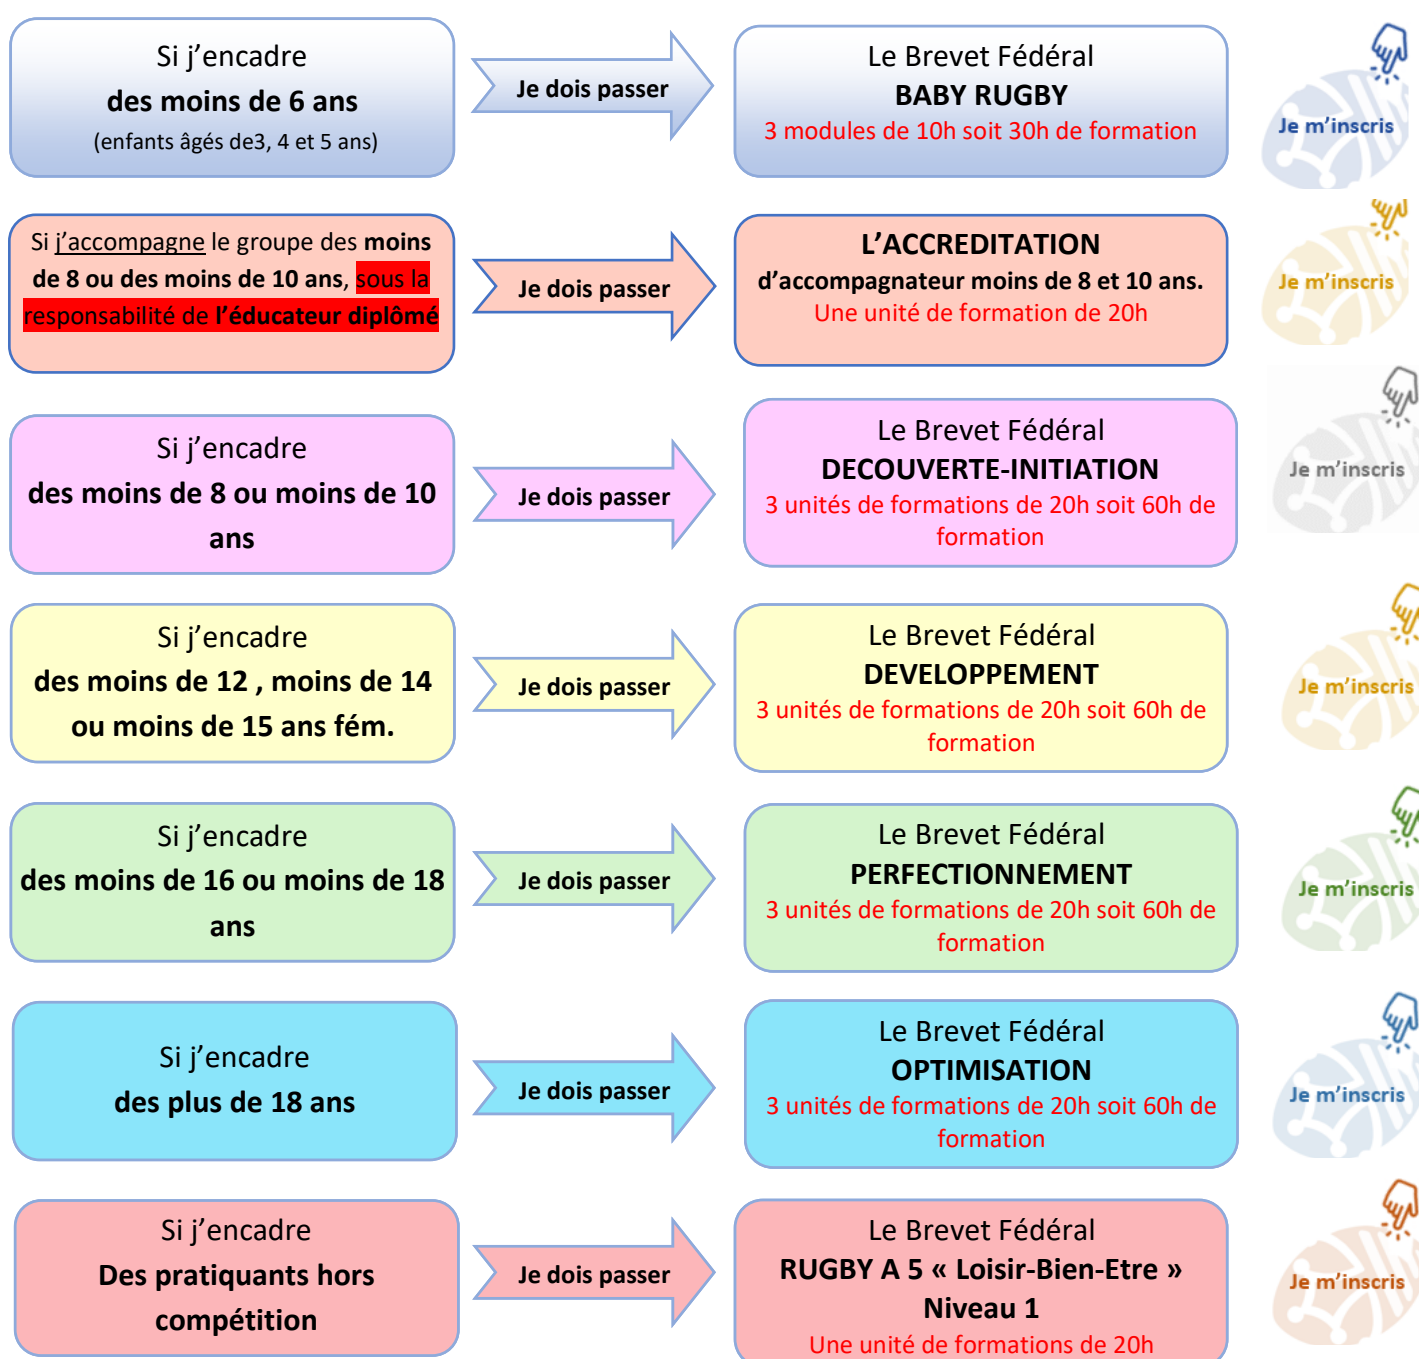 Si j’encadre
des moins de 6 ans
(enfants âgés de3, 4 et 5 ans)
Je dois passer
Le Brevet Fédéral
BABY RUGBY
3 modules de 10h soit 30h de formation
Je m’inscris
Si j’accompagne le groupe des moins
de 8 ou des moins de 10 ans, sous la
responsabilité de l’éducateur diplômé
Je dois passer
L’ACCREDITATION
d’accompagnateur moins de 8 et 10 ans.
Une unité de formation de 20h
Je m’inscris
Si j’encadre
des moins de 8 ou moins de 10
ans
Je dois passer
Le Brevet Fédéral
DECOUVERTE-INITIATION
3 unités de formations de 20h soit 60h de
formation
Je m’inscris
Si j’encadre
des moins de 12 , moins de 14
ou moins de 15 ans fém.
Je dois passer
Le Brevet Fédéral
DEVELOPPEMENT
3 unités de formations de 20h soit 60h de
formation
Je m’inscris
Si j’encadre
des moins de 16 ou moins de 18
ans
Je dois passer
Le Brevet Fédéral
PERFECTIONNEMENT
3 unités de formations de 20h soit 60h de
formation
Je m’inscris
Si j’encadre
des plus de 18 ans
Je dois passer
Le Brevet Fédéral
OPTIMISATION
3 unités de formations de 20h soit 60h de
formation
Je m’inscris
Si j’encadre
Des pratiquants hors
compétition
Je dois passer
Le Brevet Fédéral
RUGBY A 5 « Loisir-Bien-Etre »
Niveau 1
Une unité de formations de 20h
Je m’inscris